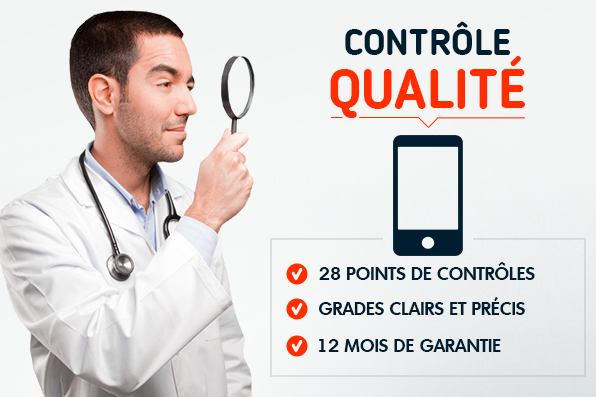 CONTRÔLE
QUALITÉ
28 POINTS DE CONTRÔLES
GRADES CLAIRS ET PRÉCIS
12 MOIS DE GARANTIE